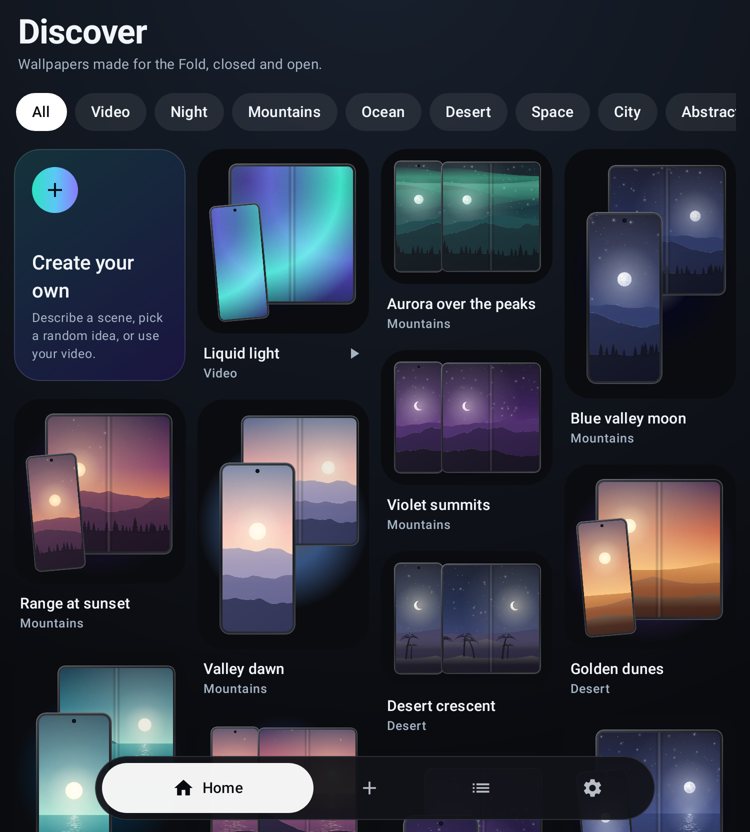 Discover
Wallpapers made for the Fold, closed and open.
All
Video
Night
Mountains
Ocean
Desert
Space
City
Abstrac
Create your
own
Describe a scene, pick
a random idea, or use
your video.
Liquid light
Video
Aurora over the peaks
Mountains
Blue valley moon
Mountains
Violet summits
Mountains
Range at sunset
Mountains
Valley dawn
Mountains
Golden dunes
Desert
Desert crescent
Desert
Home